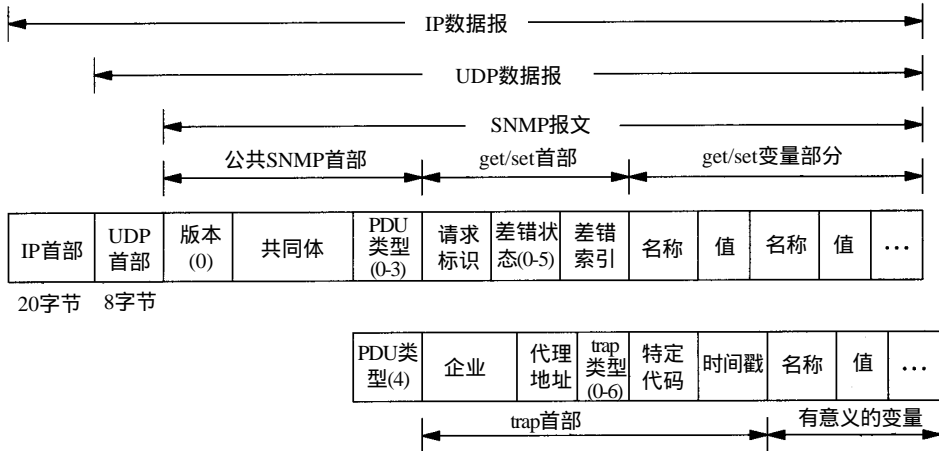 IP数据报
UDP数据报
SNMP报文
公共SNMP首部
get/set首部
get/set变量部分
IP首部
UDP
首部
版本
(0)
共同体
PDU
类型
(0-3)
请求
标识
差错状
态(0-5)
差错
索引
名称
值
名称
值
…
20字节
8字节
PDU类
型(4)
企业
代理
地址
trap
类型
(0-6)
特定
代码
时间戳
名称
值
…
trap首部
有意义的变量